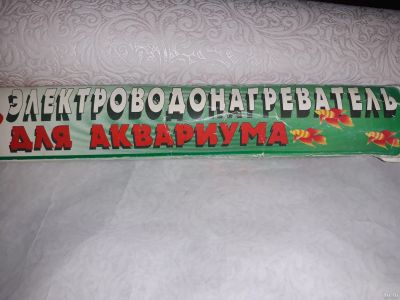 ЭЛЕКТРОВОДОНАГРЕВАТЕЛЬ
ДЛЯ АКВАРИУМА